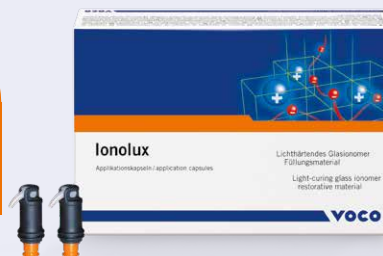 Ionolux
Applikationskapseln / application capsules
Lichthärtendes Glasionomer
Füllungsmaterial
Light-curing glass ionomer
restorative material
VOCO